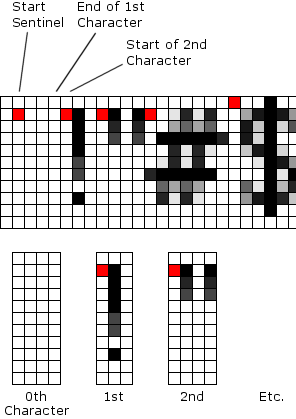 Start
Sentinel
End of 1st
Character
Start of 2nd
Character
! " # $
0th
Character
1st
2nd
Etc.
! "